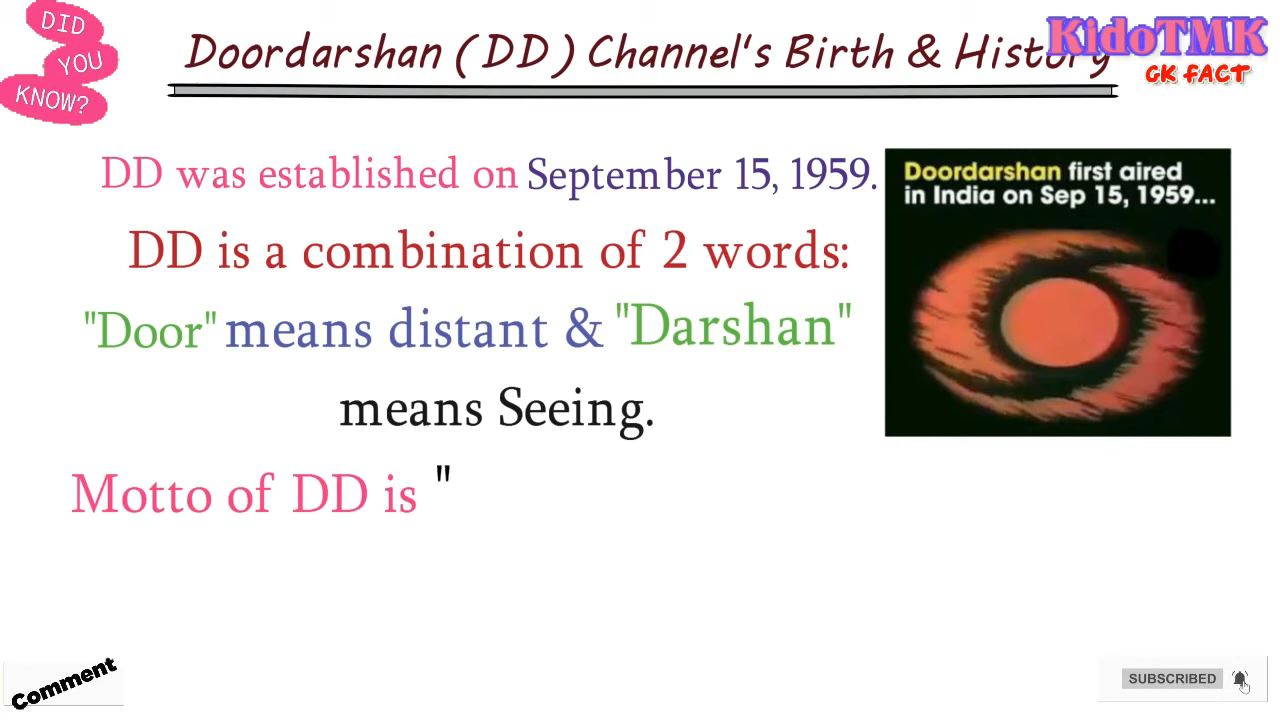 DID
YOU
KNOW?
Doordarshan (DD) Channel's Birth & History
KidoTMK
GK FACT
DD was established on September 15, 1959.
DD is a combination of 2 words:
"Door" means distant & "Darshan"
means Seeing.
Motto of DD is "
Doordarshan first aired
in India on Sep 15, 1959...
Comment
SUBSCRIBED